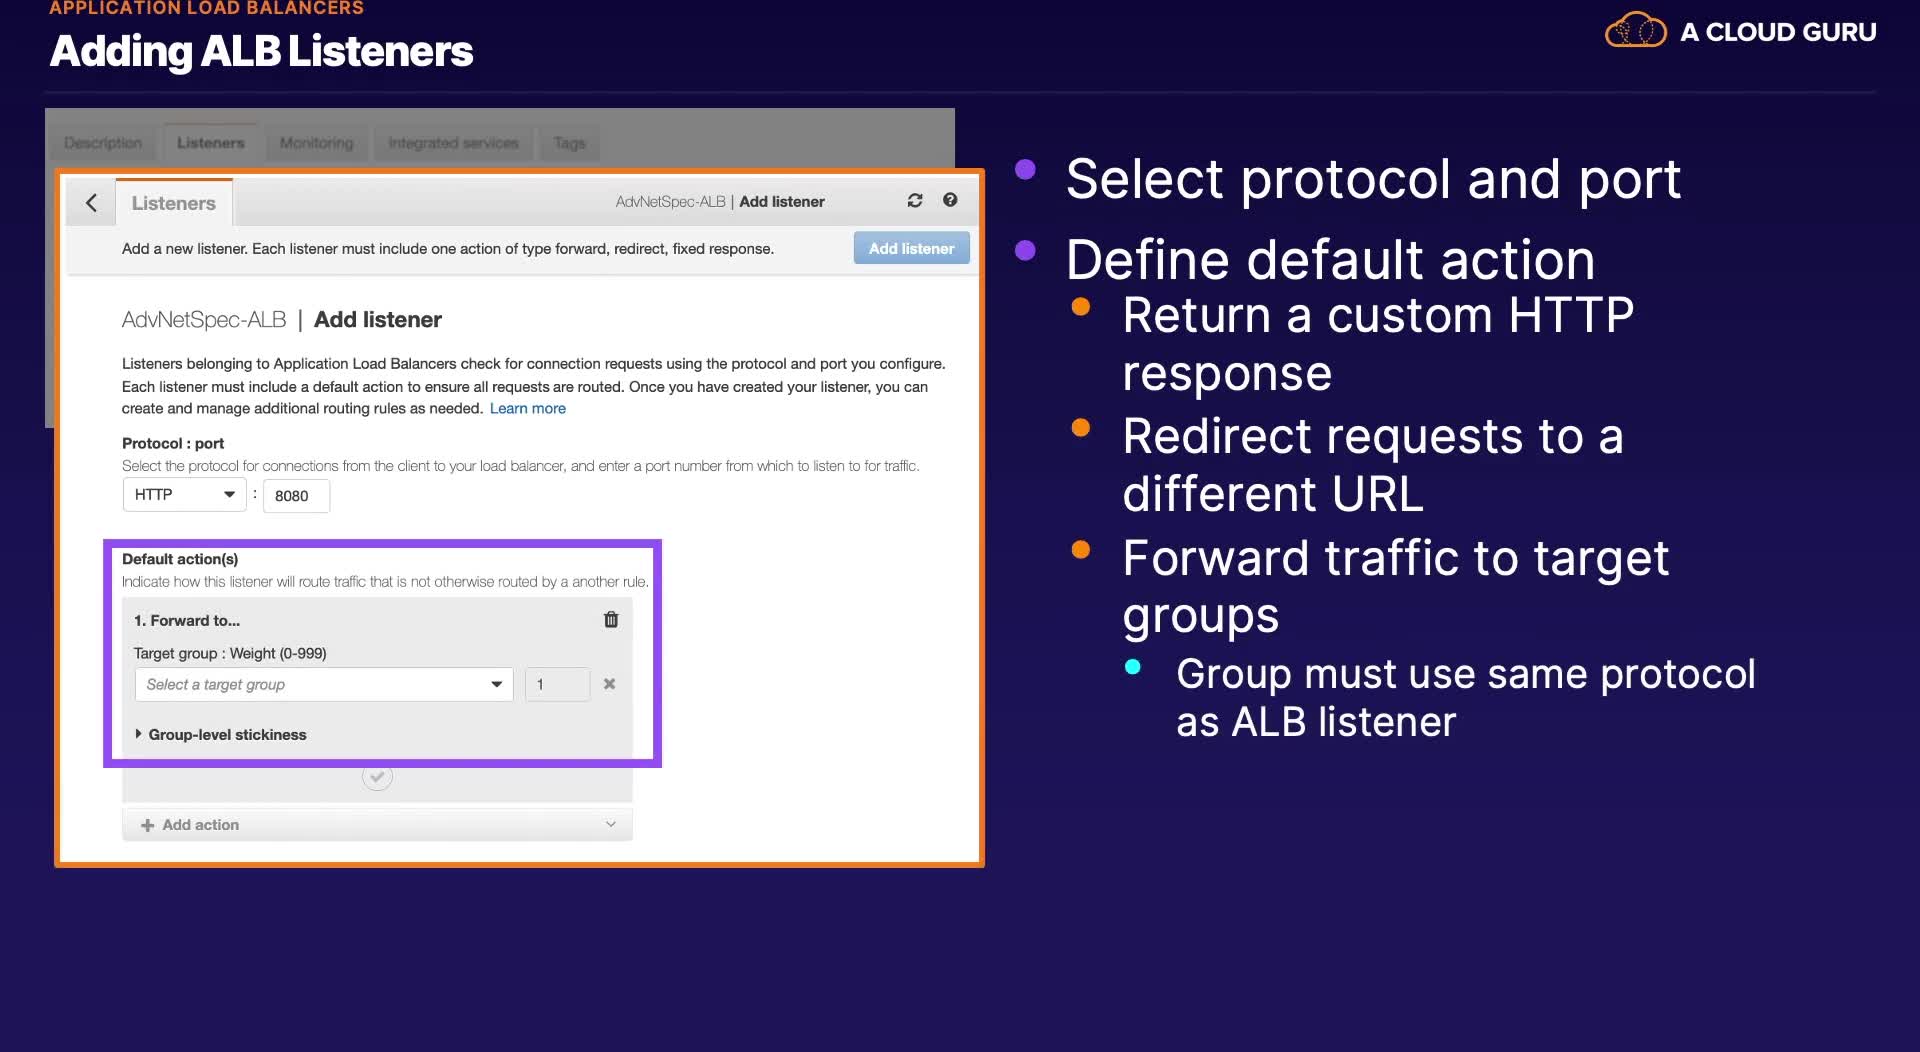 APPLICATION LOAD BALANCERS
Adding ALB Listeners
A CLOUD GURU
Description Listeners Monitoring Integrated services Tags
Listeners
AdvNetSpec-ALB | Add listener
Add a new listener. Each listener must include one action of type forward, redirect, fixed response.
Add listener
AdvNetSpec-ALB | Add listener
Listeners belonging to Application Load Balancers check for connection requests using the protocol and port you configure.
Each listener must include a default action to ensure all requests are routed. Once you have created your listener, you can
create and manage additional routing rules as needed. Learn more
Protocol : port
Select the protocol for connections from the client to your load balancer, and enter a port number from which to listen to for traffic.
HTTP : 8080
Default action(s)
Indicate how this listener will route traffic that is not otherwise routed by a another rule.
1. Forward to...
Target group : Weight (0-999)
Select a target group 1
Group-level stickiness
Add action
Select protocol and port
Define default action
Return a custom HTTP
response
Redirect requests to a
different URL
Forward traffic to target
groups
Group must use same protocol
as ALB listener